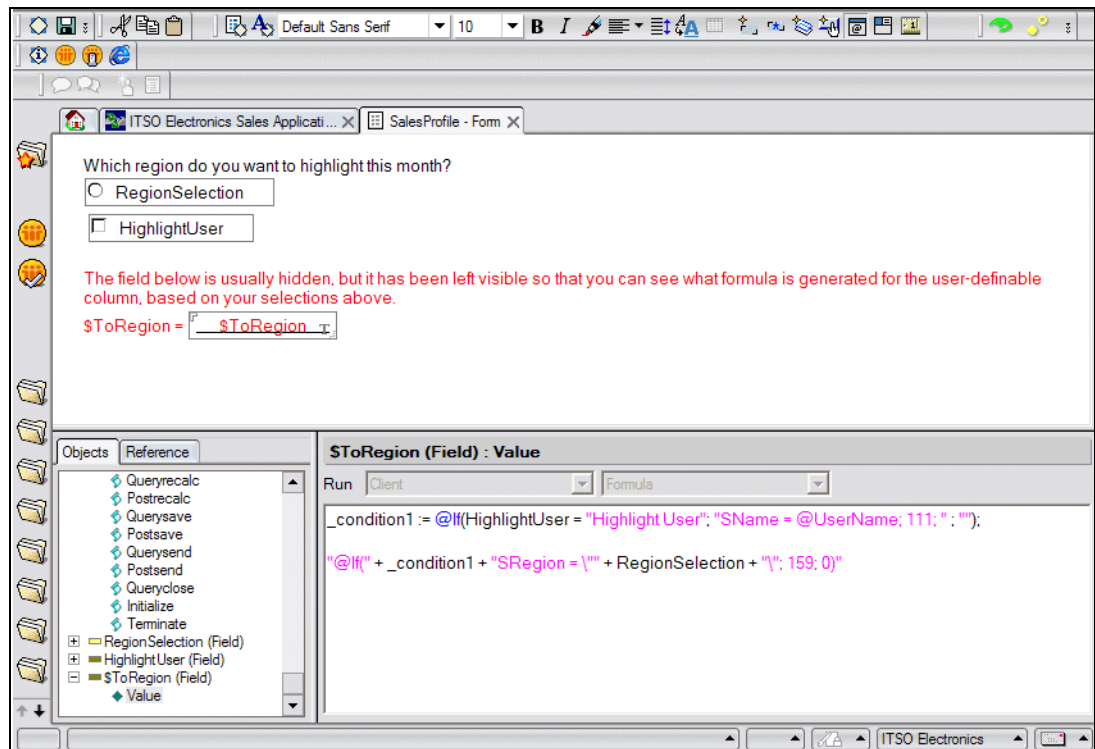 Default Sans Serif 10 B I
ITSO Electronics Sales Applicati... SalesProfile - Form
Which region do you want to highlight this month?
RegionSelection
HighlightUser
The field below is usually hidden, but it has been left visible so that you can see what formula is generated for the user-definable
column, based on your selections above.
$ToRegion = $ToRegion
Objects Reference
Queryrecalc
Postrecalc
Querysave
Postsave
Querysend
Postsend
Queryclose
Initialize
Terminate
RegionSelection (Field)
HighlightUser (Field)
$ToRegion (Field)
Value
$ToRegion (Field) : Value
Run Client Formula
_condition1 := @If(HighlightUser = "Highlight User"; "SName = @UserName; 111; " ; "");
"@If(" + _condition1 + "SRegion = \"" + RegionSelection + "\"; 159; 0)"
ITSO Electronics